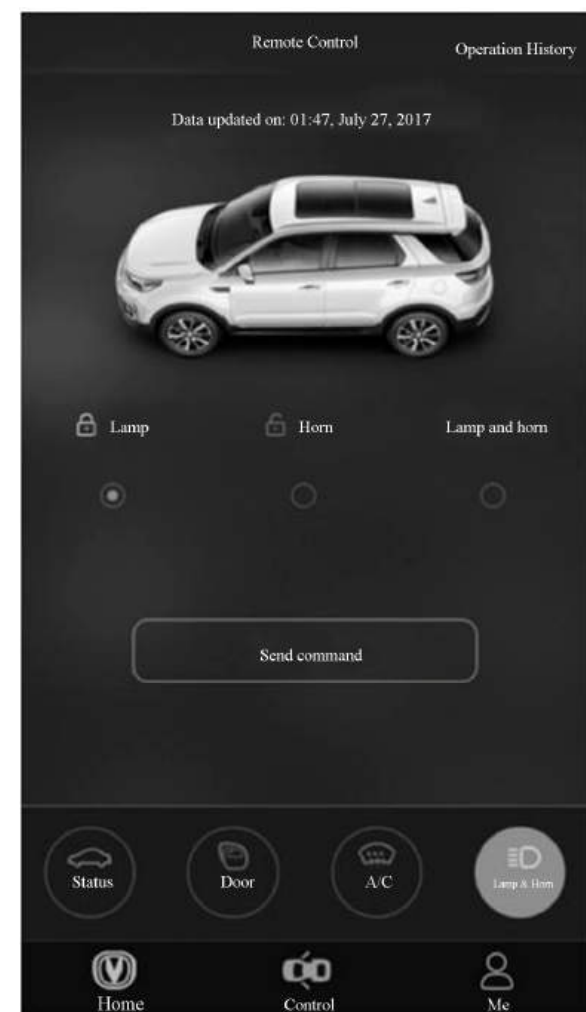 Remote Control
Operation History
Data updated on: 01:47, July 27, 2017
Lamp Horn Lamp and horn
Send command
Status Door A/C Lamp & Horn
Home Control Me